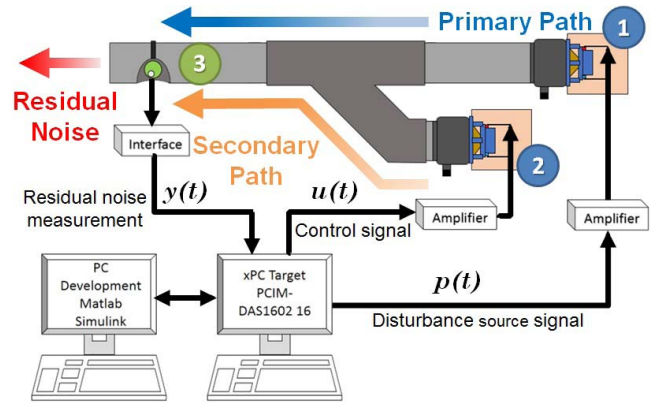 Primary Path
1
3
Residual
Noise
Interface
Secondary
Path
2
Residual noise
measurement
y(t)
u(t)
Control signal
Amplifier
Amplifier
PC
Development
Matlab
Simulink
xPC Target
PCIM-
DAS1602 16
p(t)
Disturbance source signal